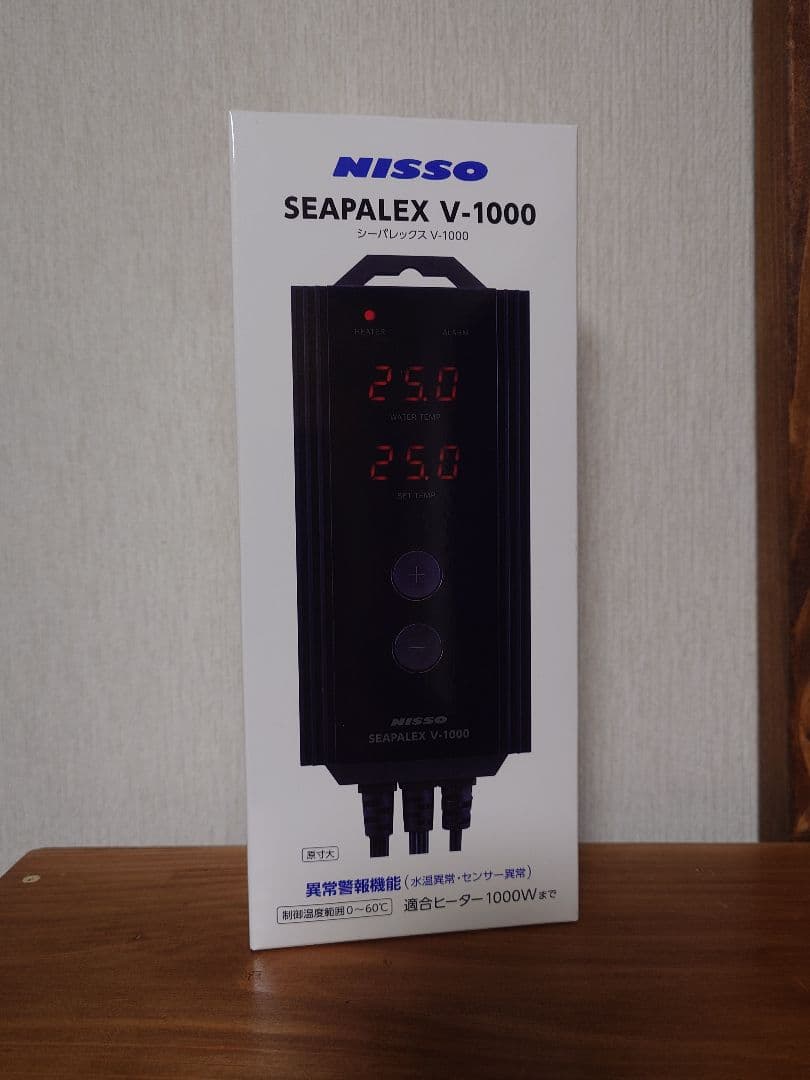 NISSO
SEAPALEX V-1000
シーパレックス V-1000
HEATER ALARM
25.0
WATER TEMP
25.0
SET TEMP
+
−
NISSO
SEAPALEX V-1000
原寸大
異常警報機能(水温異常・センサー異常)
制御温度範囲0〜60℃ 適合ヒーター1000Wまで